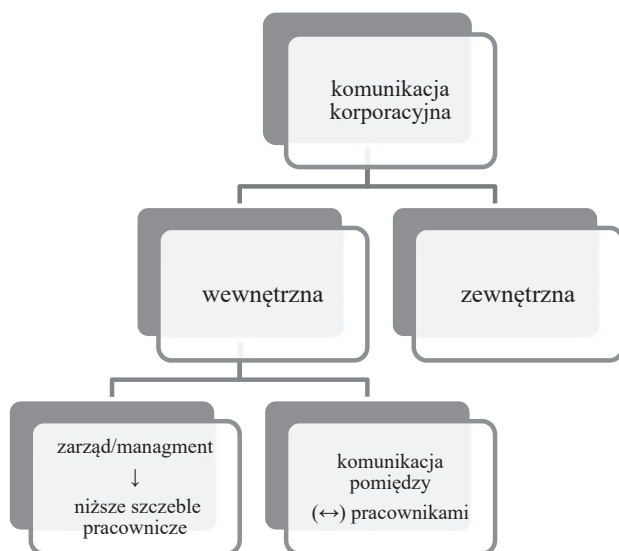 komunikacja
korporacyjna
wewnętrzna
zewnętrzna
zarząd/managment
↓
niższe szczeble
pracownicze
komunikacja
pomiędzy
(↔) pracownikami